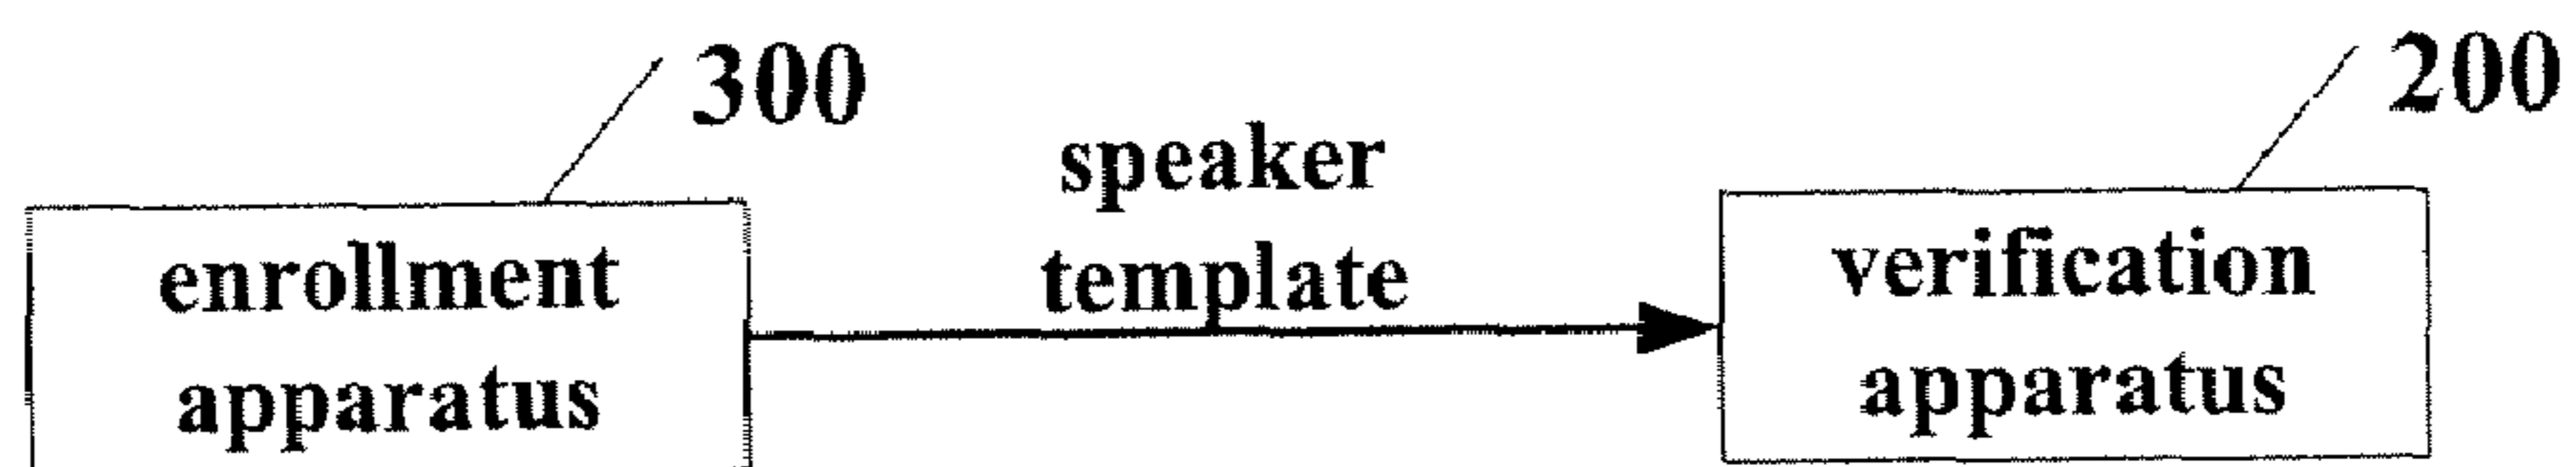 300
200
speaker
template
enrollment
apparatus
verification
apparatus